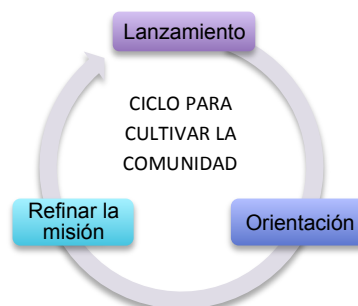 Lanzamiento
CICLO PARA
CULTIVAR LA
COMUNIDAD
Refinar la
misión
Orientación